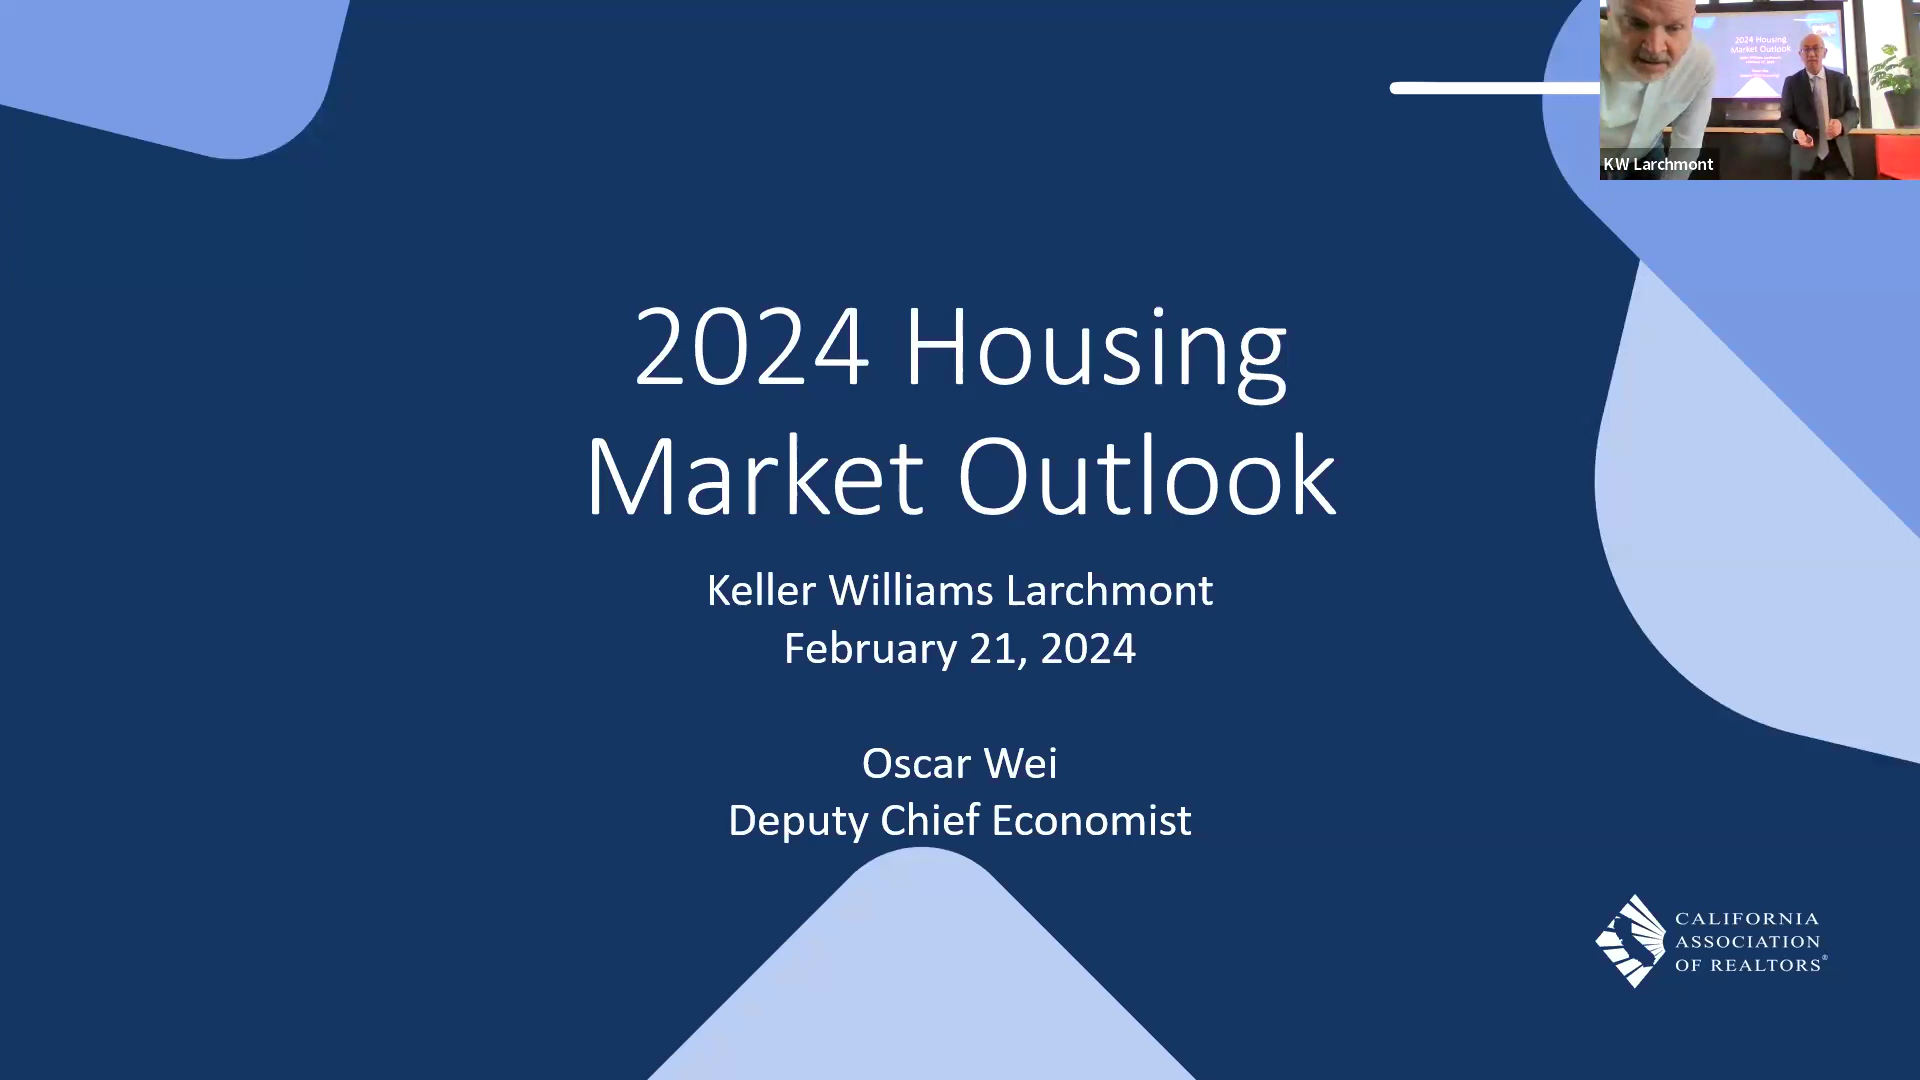 2024 Housing
Market Outlook
KW Larchmont
2024 Housing
Market Outlook
Keller Williams Larchmont
February 21, 2024
Oscar Wei
Deputy Chief Economist
CALIFORNIA
ASSOCIATION
OF REALTORS®